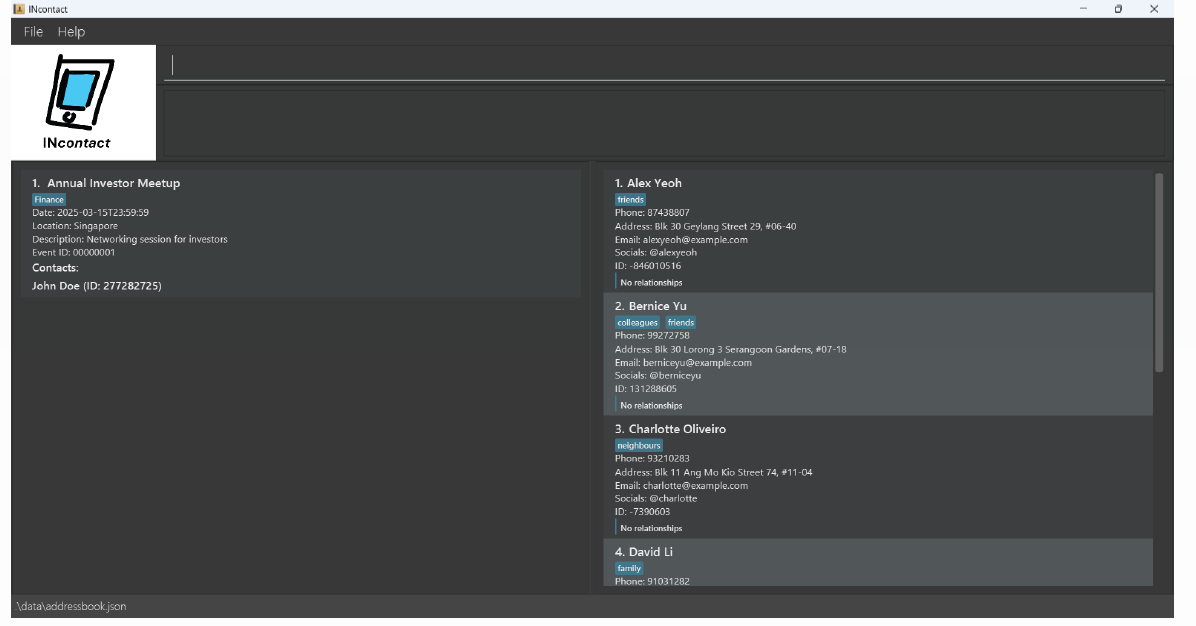 INcontact
File Help
INcontact
1. Annual Investor Meetup
Finance
Date: 2025-03-15T23:59:59
Location: Singapore
Description: Networking session for investors
Event ID: 00000001
Contacts:
John Doe (ID: 277282725)
1. Alex Yeoh
friends
Phone: 87438807
Address: Blk 30 Geylang Street 29, #06-40
Email: alexyeoh@example.com
Socials: @alexyeoh
ID: -846010516
No relationships
2. Bernice Yu
colleagues friends
Phone: 99272758
Address: Blk 30 Lorong 3 Serangoon Gardens, #07-18
Email: berniceyu@example.com
Socials: @berniceyu
ID: 131288605
No relationships
3. Charlotte Oliveiro
neighbours
Phone: 93210283
Address: Blk 11 Ang Mo Kio Street 74, #11-04
Email: charlotte@example.com
Socials: @charlotte
ID: -7390603
No relationships
4. David Li
family
Phone: 91031282
.\data\addressbook.json